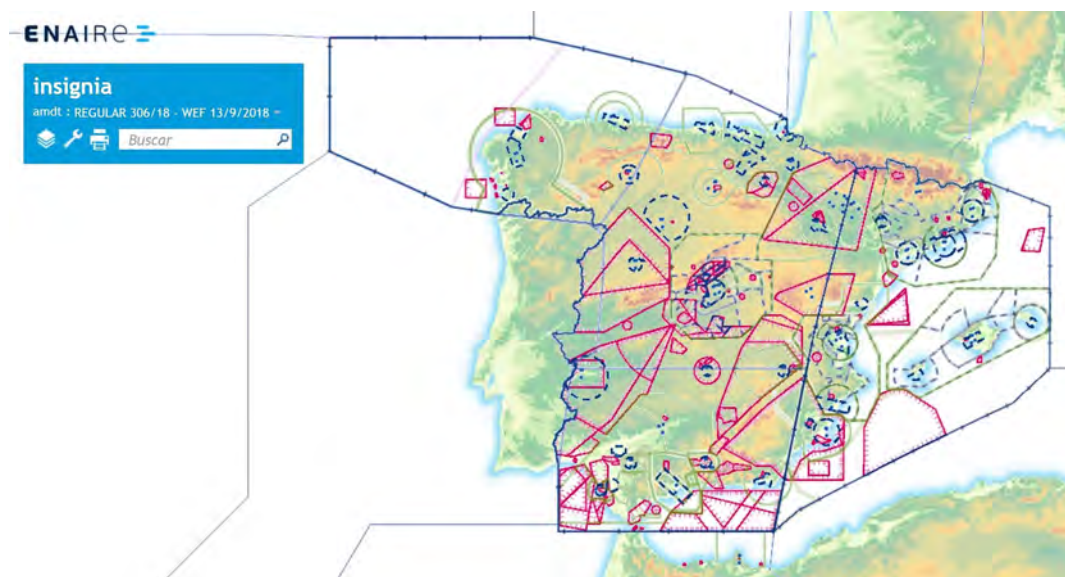 ENAIRe
insignia
amdt : REGULAR 306/18 - WEF 13/9/2018
Buscar